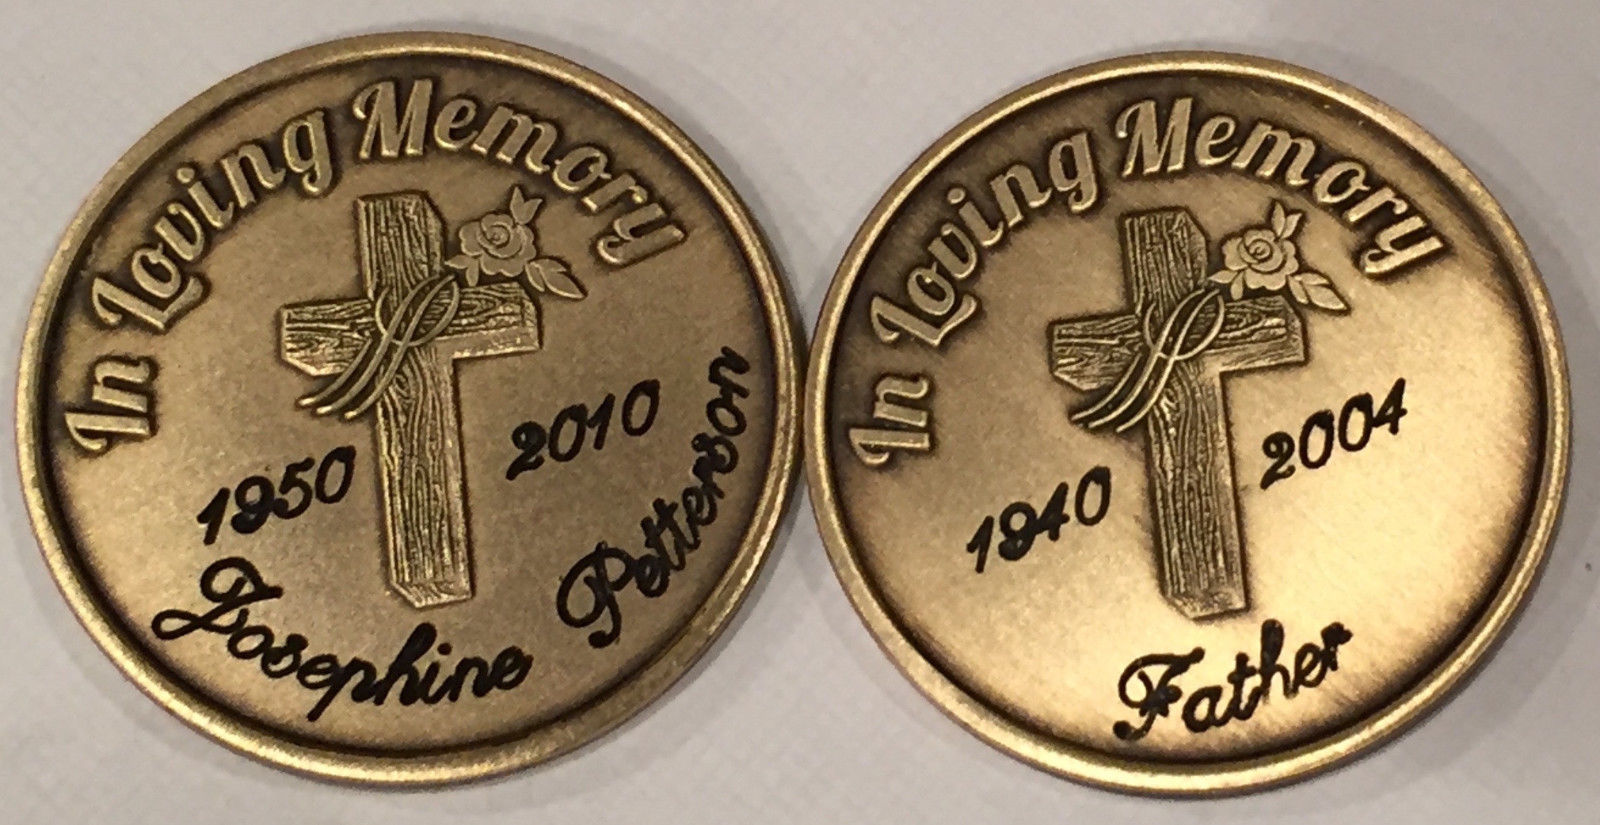 In Loving Memory
1950 2010
Josephine Petterson
In Loving Memory
1940 2004
Father